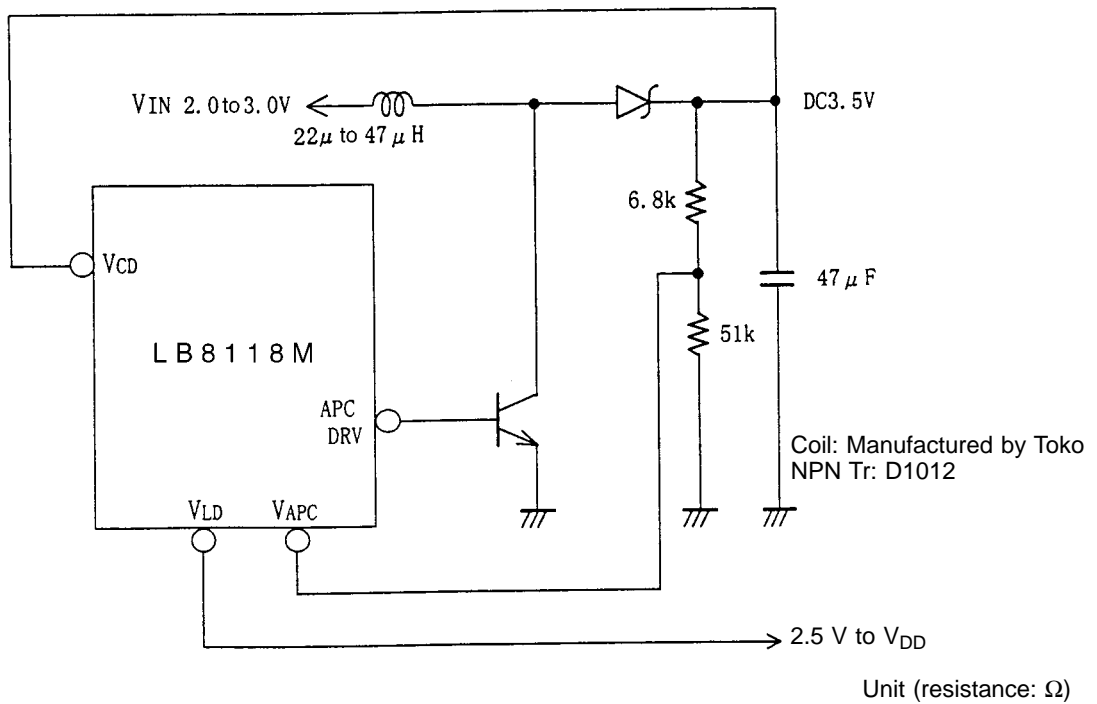 VIN 2.0 to 3.0V
22μ to 47μH
DC3.5V
6.8k
VCD
47μF
51k
LB8118M
APC
DRV
Coil: Manufactured by Toko
NPN Tr: D1012
VLD
VAPC
2.5 V to VDD
Unit (resistance: Ω)